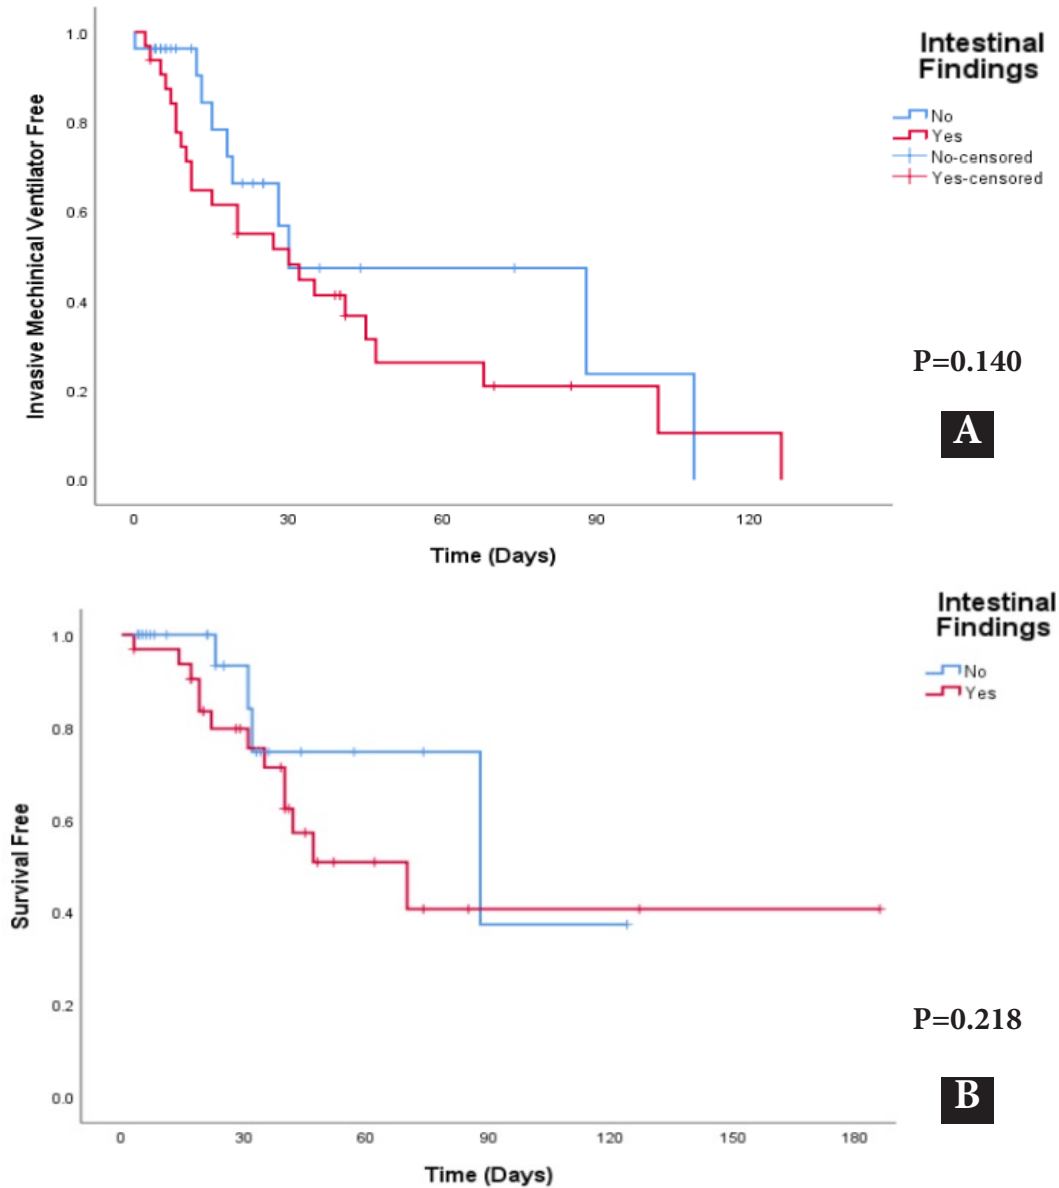 Intestinal
Findings
No
Yes
No-censored
Yes-censored
Invasive Mechinical Ventilator Free
1.0
0.8
0.6
0.4
0.2
0.0
0 30 60 90 120
Time (Days)
P=0.140
A
Intestinal
Findings
No
Yes
Survival Free
1.0
0.8
0.6
0.4
0.2
0.0
0 30 60 90 120 150 180
Time (Days)
P=0.218
B